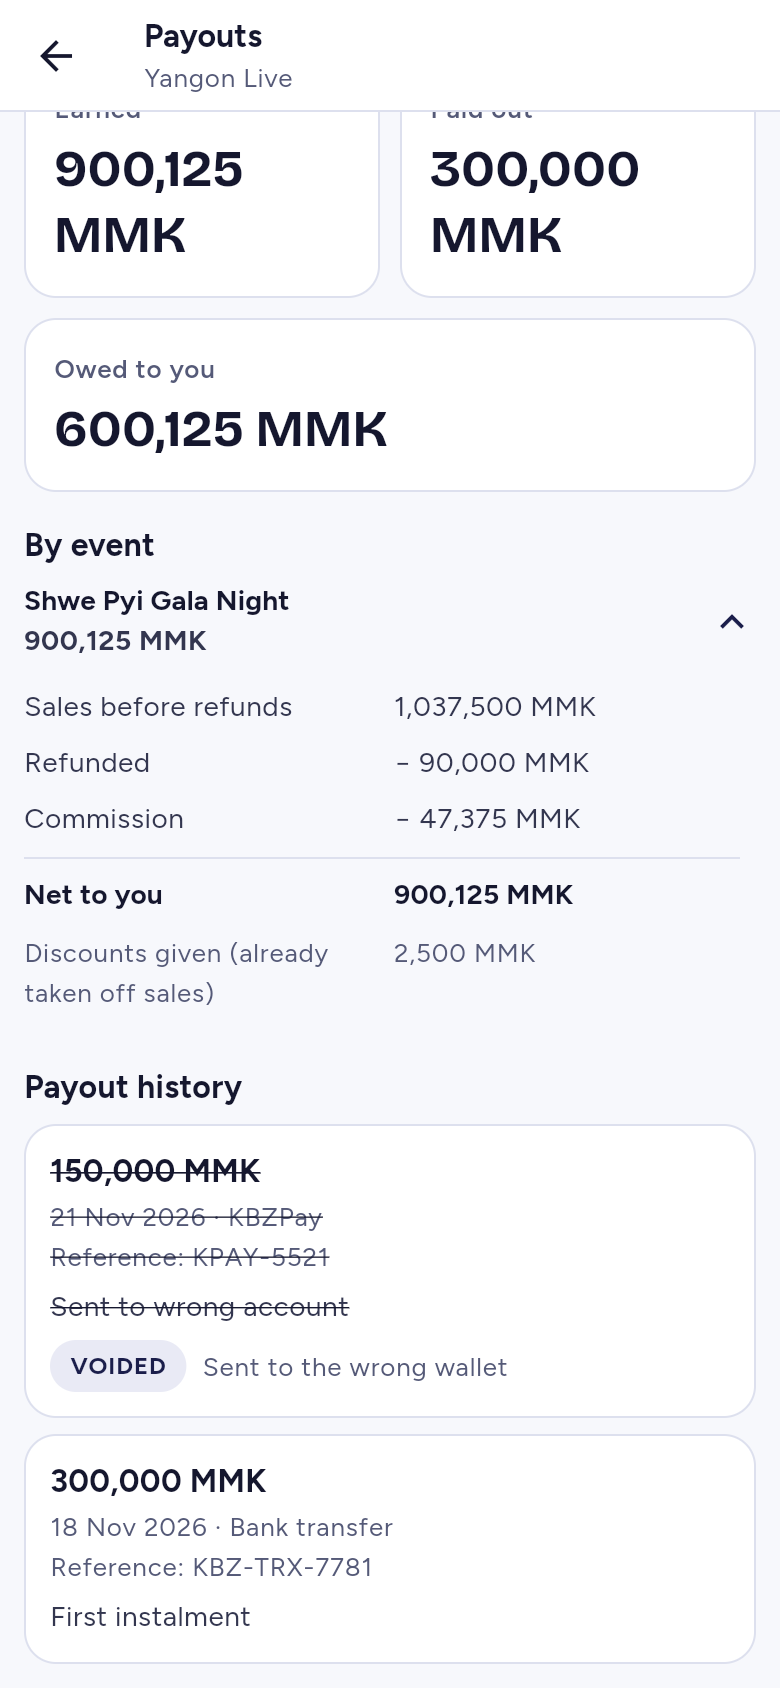 Payouts
Yangon Live
Earned
Paid out
900,125
MMK
300,000
MMK
Owed to you
600,125 MMK
By event
Shwe Pyi Gala Night
900,125 MMK
Sales before refunds 1,037,500 MMK
Refunded − 90,000 MMK
Commission − 47,375 MMK
Net to you 900,125 MMK
Discounts given (already 2,500 MMK
taken off sales)
Payout history
150,000 MMK
21 Nov 2026 · KBZPay
Reference: KPAY-5521
Sent to wrong account
VOIDED Sent to the wrong wallet
300,000 MMK
18 Nov 2026 · Bank transfer
Reference: KBZ-TRX-7781
First instalment